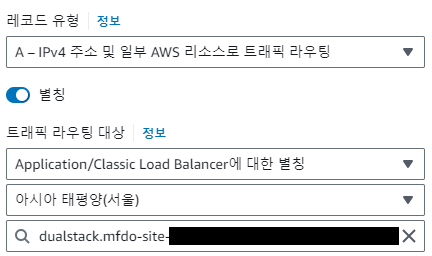 레코드 유형 정보
A – IPv4 주소 및 일부 AWS 리소스로 트래픽 라우팅
별칭
트래픽 라우팅 대상 정보
Application/Classic Load Balancer에 대한 별칭
아시아 태평양(서울)
dualstack.mfdo-site-